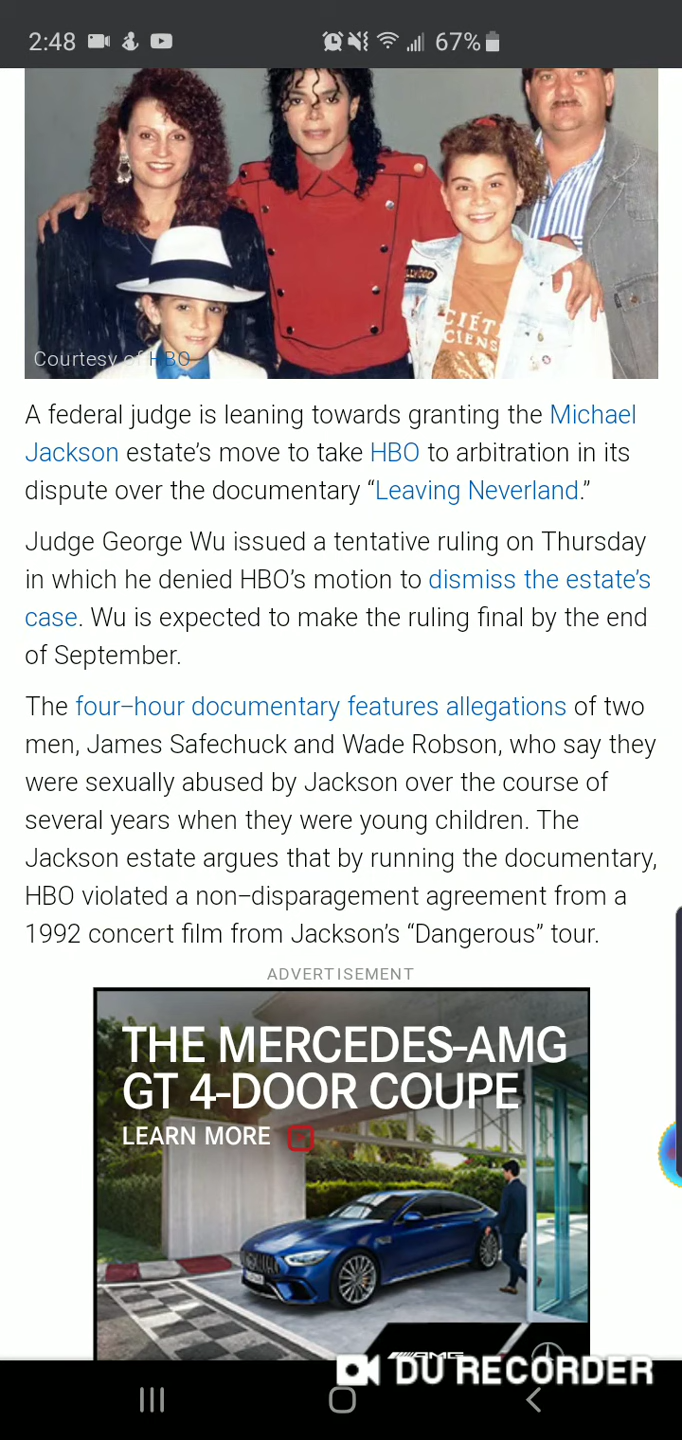 2:48
67%
LLYWOOD
CIÉTÉ
CIENS
Courtesy of HBO
A federal judge is leaning towards granting the Michael
Jackson estate's move to take HBO to arbitration in its
dispute over the documentary “Leaving Neverland.”
Judge George Wu issued a tentative ruling on Thursday
in which he denied HBO's motion to dismiss the estate's
case. Wu is expected to make the ruling final by the end
of September.
The four-hour documentary features allegations of two
men, James Safechuck and Wade Robson, who say they
were sexually abused by Jackson over the course of
several years when they were young children. The
Jackson estate argues that by running the documentary,
HBO violated a non-disparagement agreement from a
1992 concert film from Jackson's “Dangerous” tour.
ADVERTISEMENT
THE MERCEDES-AMG
GT 4-DOOR COUPE
LEARN MORE
AMG
DU RECORDER